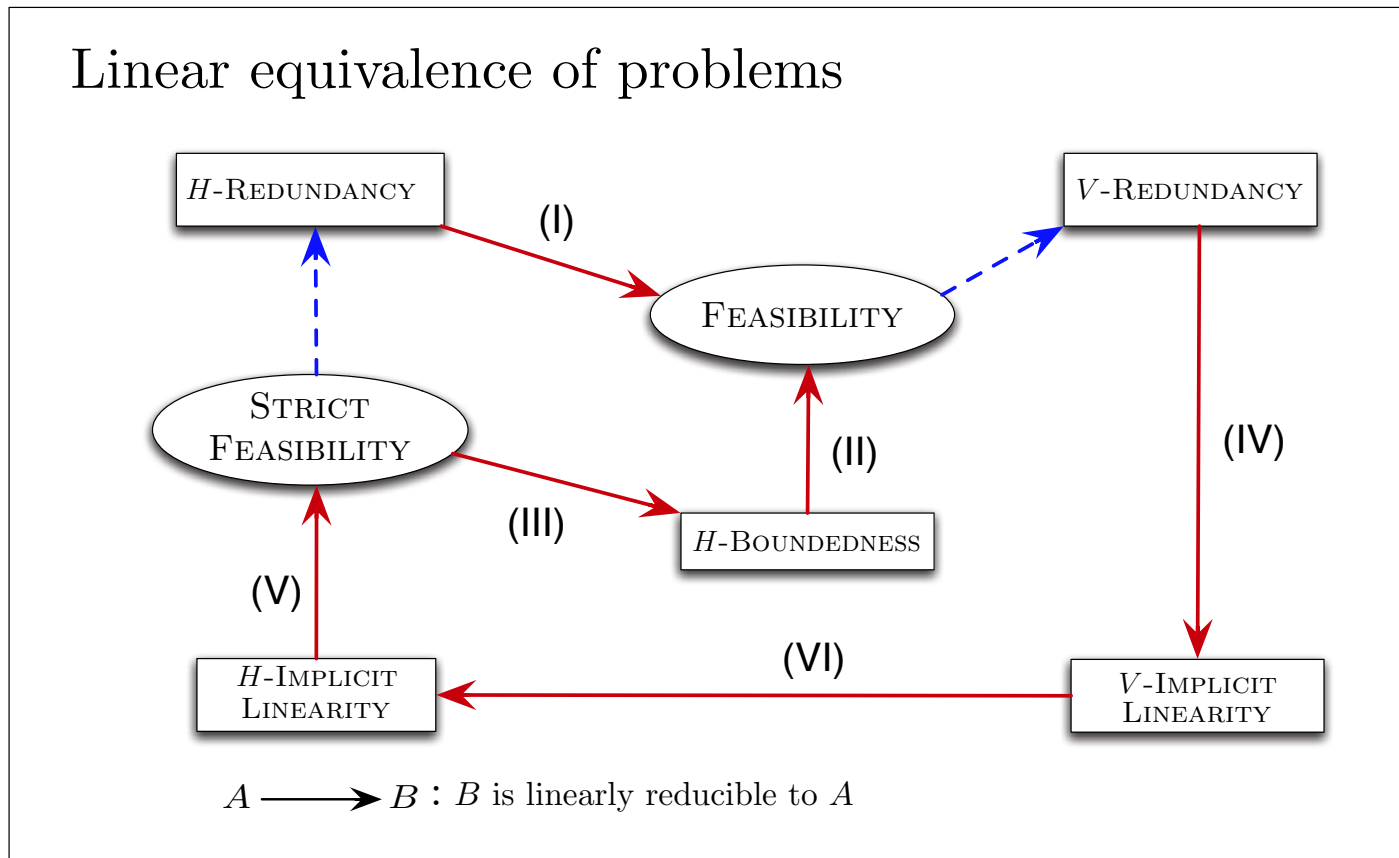 Linear equivalence of problems
H-REDUNDANCY
V-REDUNDANCY
(I)
FEASIBILITY
STRICT
FEASIBILITY
(II)
(IV)
(III)
H-BOUNDEDNESS
(V)
(VI)
H-IMPLICIT
LINEARITY
V-IMPLICIT
LINEARITY
A ⟶ B : B is linearly reducible to A